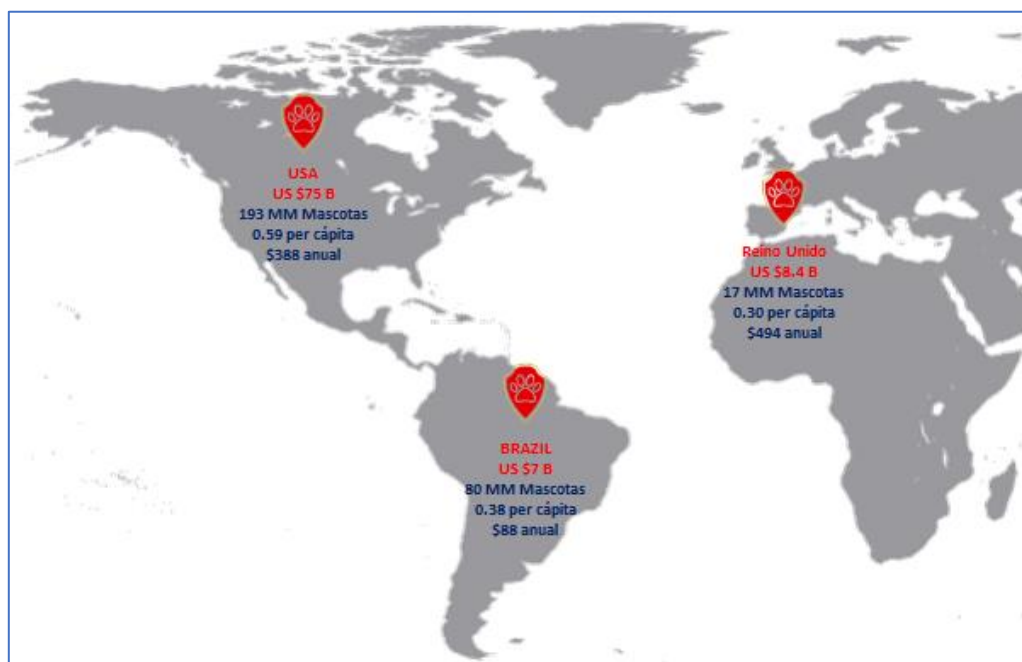 USA
US $75 B
193 MM Mascotas
0.59 per cápita
$388 anual
Reino Unido
US $8.4 B
17 MM Mascotas
0.30 per cápita
$494 anual
BRAZIL
US $7 B
80 MM Mascotas
0.38 per cápita
$88 anual